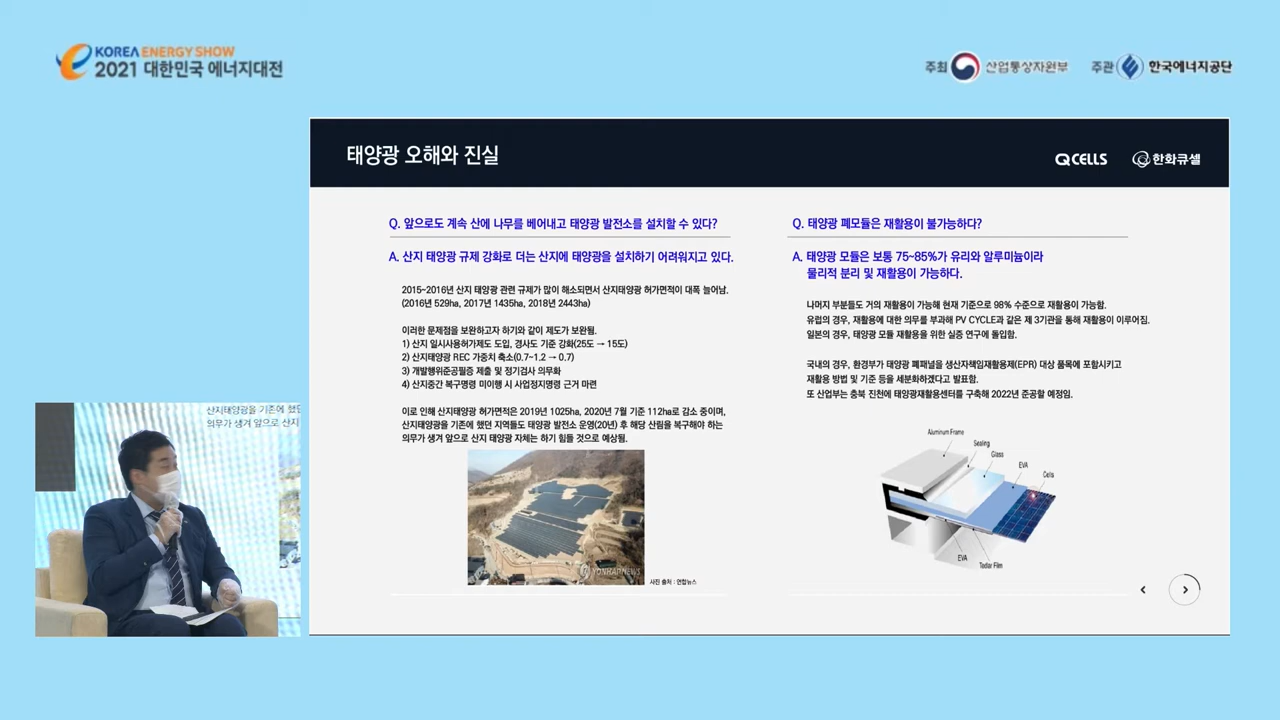 KOREA ENERGY SHOW
2021 대한민국 에너지대전
주최 산업통상자원부 주관 한국에너지공단
태양광 오해와 진실
QCELLS 한화큐셀
Q. 앞으로도 계속 산에 나무를 베어내고 태양광 발전소를 설치할 수 있다?
A. 산지 태양광 규제 강화로 더는 산지에 태양광을 설치하기 어려워지고 있다.
2015~2016년 산지 태양광 관련 규제가 많이 해소되면서 산지태양광 허가면적이 대폭 늘어남.
(2016년 529ha, 2017년 1435ha, 2018년 2443ha)
이러한 문제점을 보완하고자 하기와 같이 제도가 보완됨.
1) 산지 일시사용허가제도 도입, 경사도 기준 강화(25도 → 15도)
2) 산지태양광 REC 가중치 축소(0.7~1.2 → 0.7)
3) 개발행위준공필증 제출 및 정기검사 의무화
4) 산지중간 복구명령 미이행 시 사업정지명령 근거 마련
이로 인해 산지태양광 허가면적은 2019년 1025ha, 2020년 7월 기준 112ha로 감소 중이며,
산지태양광을 기존에 했던 지역들도 태양광 발전소 운영(20년) 후 해당 산림을 복구해야 하는
의무가 생겨 앞으로 산지 태양광 자체는 하기 힘들 것으로 예상됨.
YONHAPNEWS
사진 출처 : 연합뉴스
Q. 태양광 폐모듈은 재활용이 불가능하다?
A. 태양광 모듈은 보통 75~85%가 유리와 알루미늄이라
물리적 분리 및 재활용이 가능하다.
나머지 부분들도 거의 재활용이 가능해 현재 기준으로 98% 수준으로 재활용이 가능함.
유럽의 경우, 재활용에 대한 의무를 부과해 PV CYCLE과 같은 제 3기관을 통해 재활용이 이루어짐.
일본의 경우, 태양광 모듈 재활용을 위한 실증 연구에 돌입함.
국내의 경우, 환경부가 태양광 폐패널을 생산자책임재활용제(EPR) 대상 품목에 포함시키고
재활용 방법 및 기준 등을 세분화하겠다고 발표함.
또 산업부는 충북 진천에 태양광재활용센터를 구축해 2022년 준공할 예정임.
Aluminum Frame
Sealing
Glass
EVA
Cells
EVA
Tedlar Film
산지태양광을 기존에 했던
의무가 생겨 앞으로 산지